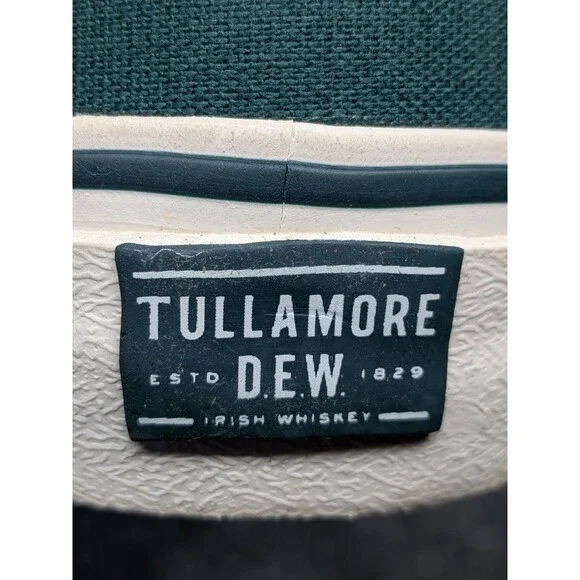 TULLAMORE
ESTD D.E.W. 1829
IRISH WHISKEY